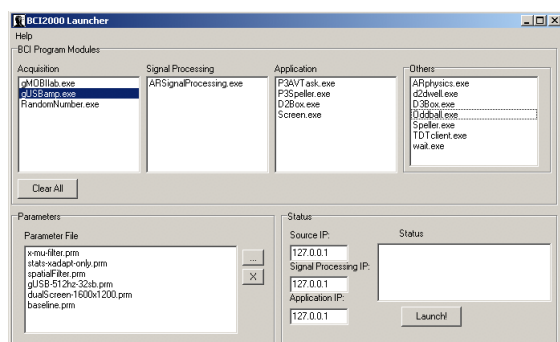 BCI2000 Launcher
Help
BCI Program Modules
Acquisition
gMOBIlab.exe
gUSBamp.exe
RandomNumber.exe
Signal Processing
ARSignalProcessing.exe
Application
P3AVTask.exe
P3Speller.exe
D2Box.exe
Screen.exe
Others
ARphysics.exe
d2dwell.exe
D3Box.exe
Oddball.exe
Speller.exe
TDTclient.exe
wait.exe
Clear All
Parameters
Parameter File
x-mu-filter.prm
stats-xadapt-only.prm
spatialFilter.prm
gUSB-512hz-32sb.prm
dualScreen-1600x1200.prm
baseline.prm
...
X
Status
Source IP:
127.0.0.1
Signal Processing IP:
127.0.0.1
Application IP:
127.0.0.1
Status
Launch!